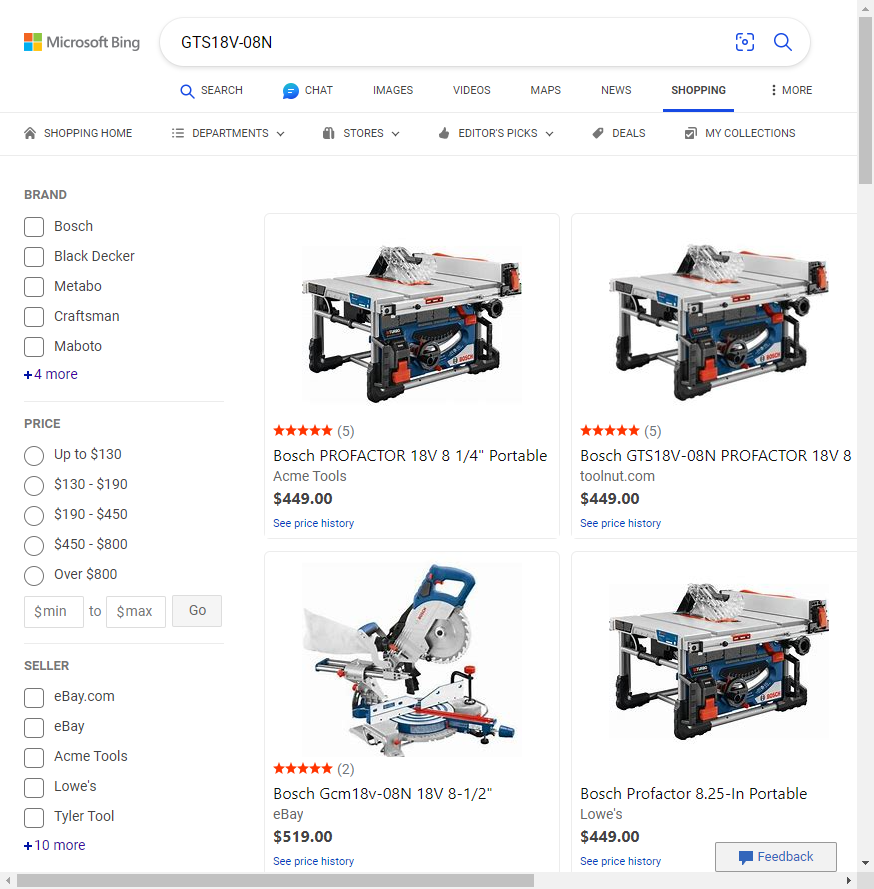 Microsoft Bing
GTS18V-08N
SEARCH CHAT IMAGES VIDEOS MAPS NEWS SHOPPING MORE
SHOPPING HOME DEPARTMENTS STORES EDITOR'S PICKS DEALS MY COLLECTIONS
BRAND
Bosch
Black Decker
Metabo
Craftsman
Maboto
+4 more
PRICE
Up to $130
$130 - $190
$190 - $450
$450 - $800
Over $800
$min to $max Go
SELLER
eBay.com
eBay
Acme Tools
Lowe's
Tyler Tool
+10 more
(5)
Bosch PROFACTOR 18V 8 1/4" Portable
Acme Tools
$449.00
See price history
(5)
Bosch GTS18V-08N PROFACTOR 18V 8
toolnut.com
$449.00
See price history
(2)
Bosch Gcm18v-08N 18V 8-1/2"
eBay
$519.00
See price history
Bosch Profactor 8.25-In Portable
Lowe's
$449.00
See price history
Feedback